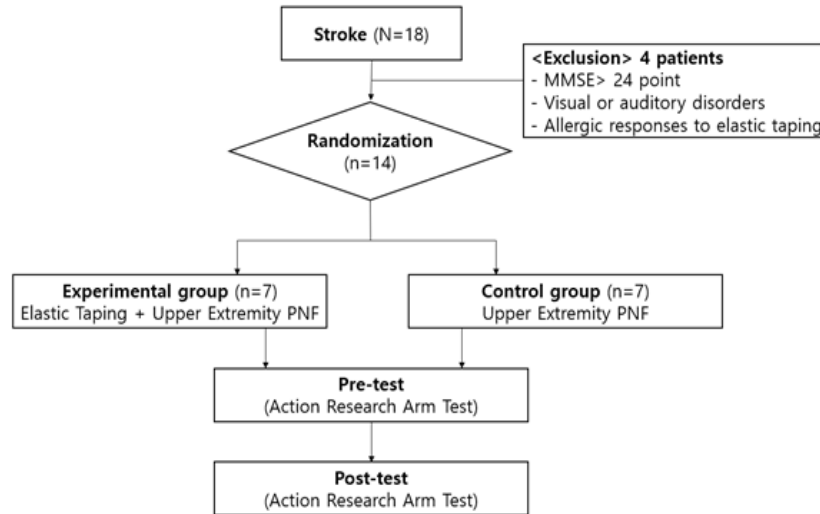 Stroke (N=18)
<Exclusion> 4 patients
- MMSE> 24 point
- Visual or auditory disorders
- Allergic responses to elastic taping
Randomization
(n=14)
Experimental group (n=7)
Elastic Taping + Upper Extremity PNF
Control group (n=7)
Upper Extremity PNF
Pre-test
(Action Research Arm Test)
Post-test
(Action Research Arm Test)